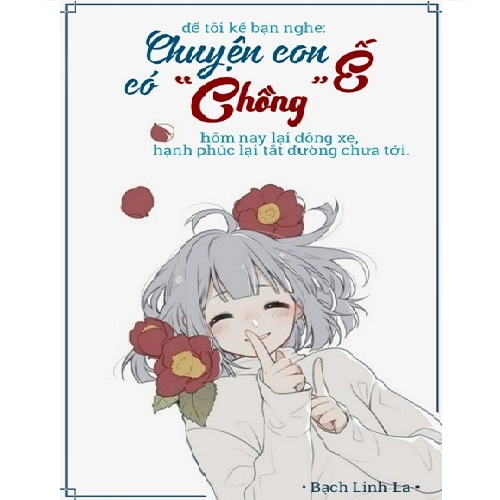 để tôi kể bạn nghe:
Chuyện con Ế
có “Chồng”
hôm nay lại đông xe,
hạnh phúc lại tắt đường chưa tới.
• Bạch Linh La •